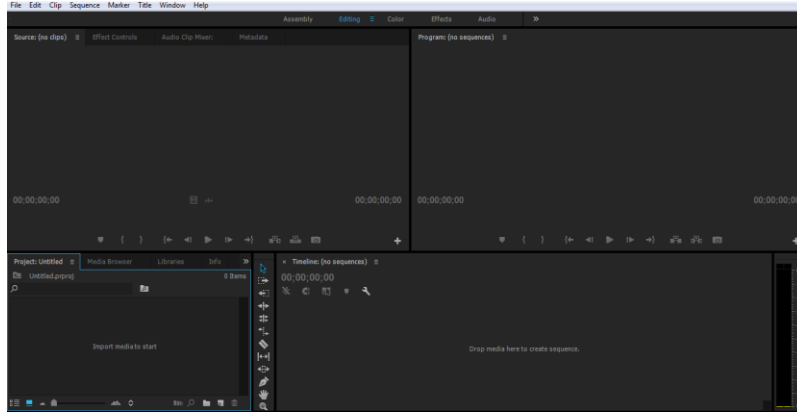 File Edit Clip Sequence Marker Title Window Help
Assembly Editing Color Effects Audio
Source: (no clips) Effect Controls Audio Clip Mixer: Metadata
Program: (no sequences)
00;00;00;00
00;00;00;00
00;00;00;00
00;00;00;0
Project: Untitled Media Browser Libraries Info
Untitled.prproj
0 Items
Import media to start
× Timeline: (no sequences)
00;00;00;00
Drop media here to create sequence.